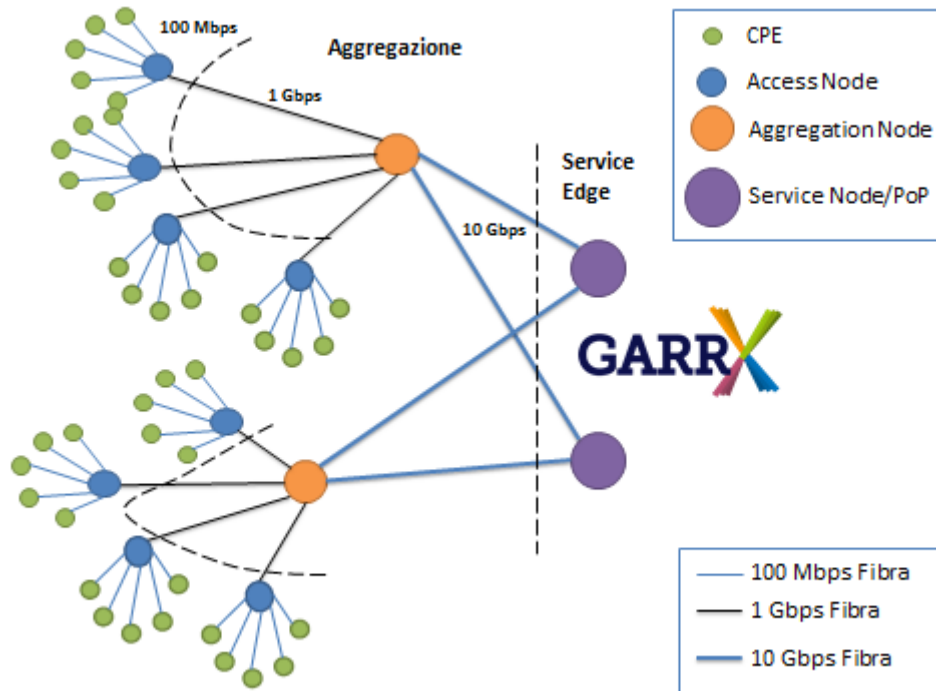 100 Mbps
Aggregazione
1 Gbps
Service
Edge
10 Gbps
CPE
Access Node
Aggregation Node
Service Node/PoP
GARR X
100 Mbps Fibra
1 Gbps Fibra
10 Gbps Fibra